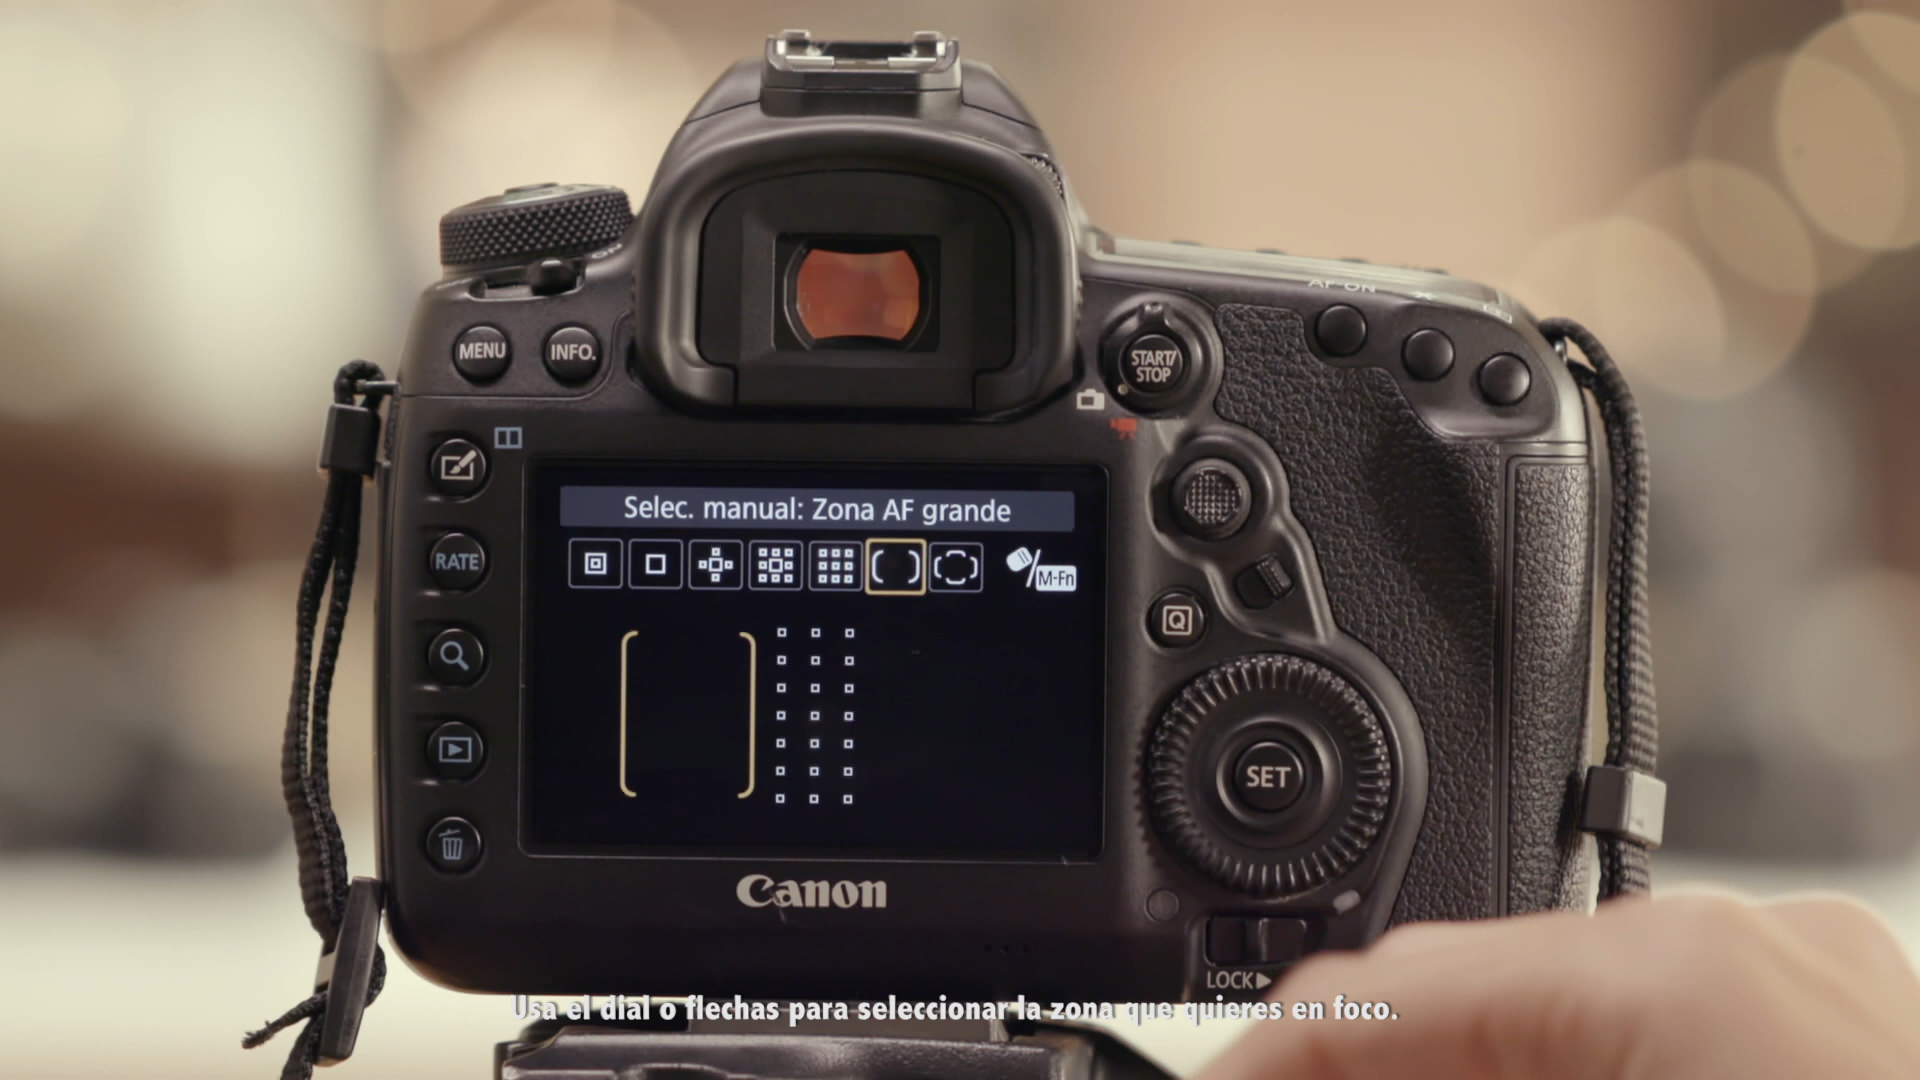 ON
MENU
INFO.
START/
STOP
AF ON
RATE
Selec. manual: Zona AF grande
M-Fn
Q
SET
Canon
LOCK
Usa el dial o flechas para seleccionar la zona que quieres en foco.